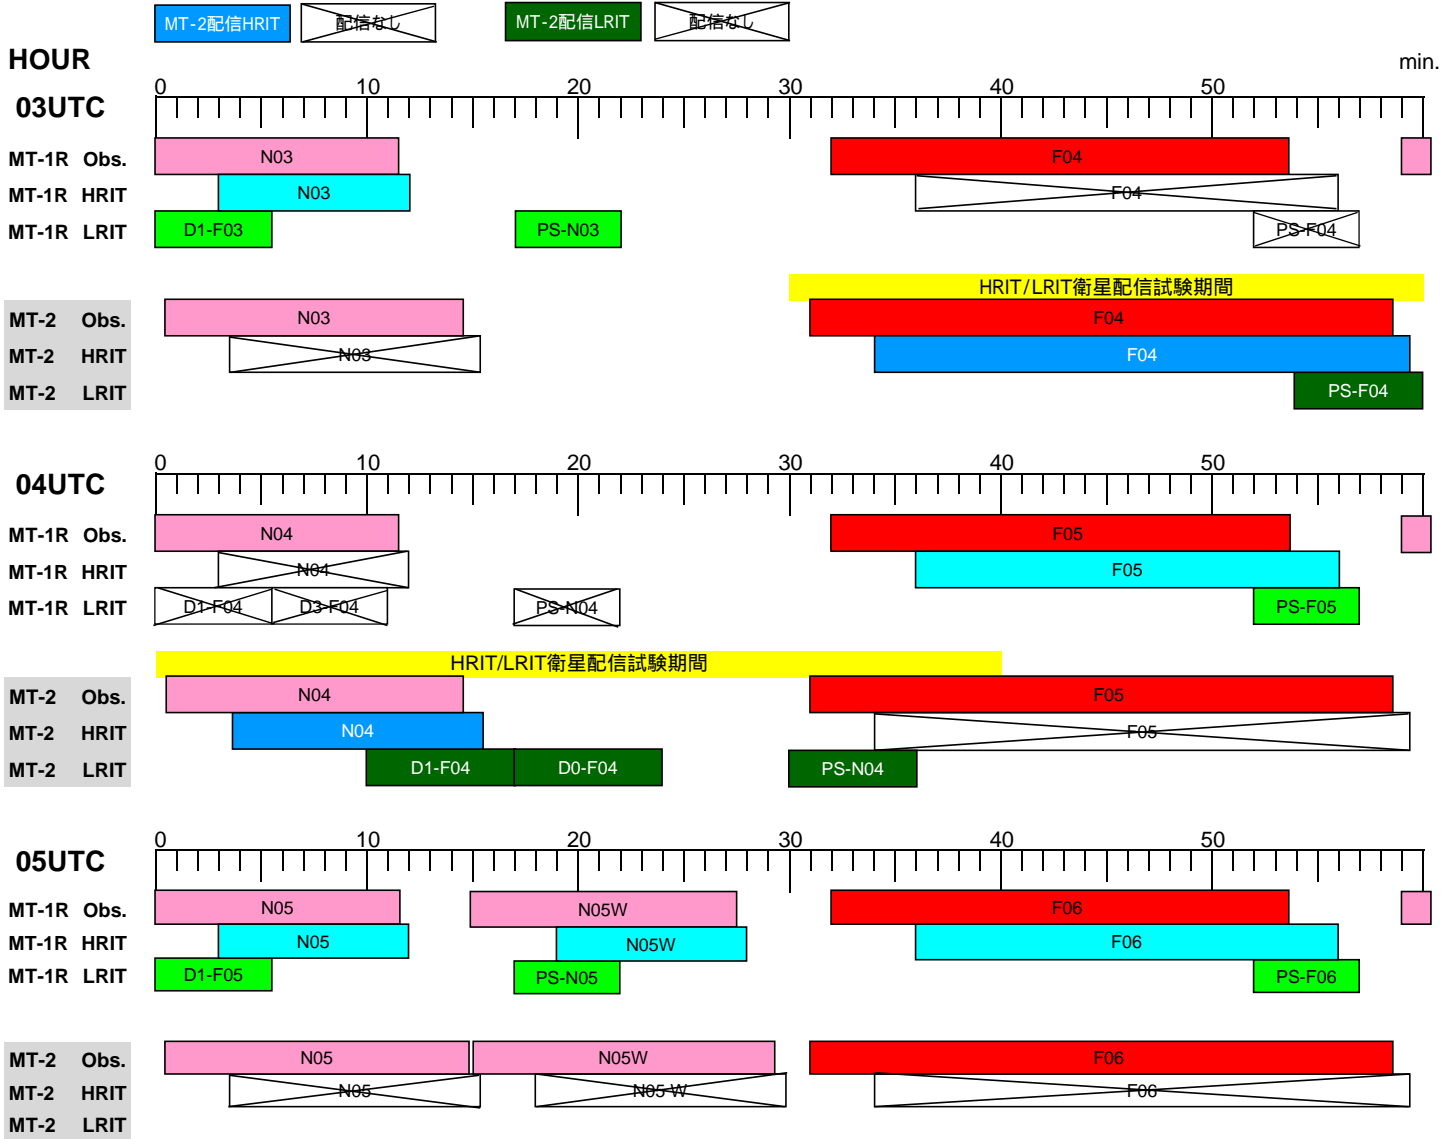 MT-2配信HRIT 配信なし MT-2配信LRIT 配信なし
HOUR min.
0 10 20 30 40 50
03UTC
MT-1R Obs. N03 F04
MT-1R HRIT N03 F04
MT-1R LRIT D1-F03 PS-N03 PS-F04
HRIT/LRIT衛星配信試験期間
MT-2 Obs. N03 F04
MT-2 HRIT N03 F04
MT-2 LRIT PS-F04
0 10 20 30 40 50
04UTC
MT-1R Obs. N04 F05
MT-1R HRIT N04 F05
MT-1R LRIT D1-F04 D3-F04 PS-N04 PS-F05
HRIT/LRIT衛星配信試験期間
MT-2 Obs. N04 F05
MT-2 HRIT N04 F05
MT-2 LRIT D1-F04 D0-F04 PS-N04
0 10 20 30 40 50
05UTC
MT-1R Obs. N05 N05W F06
MT-1R HRIT N05 N05W F06
MT-1R LRIT D1-F05 PS-N05 PS-F06
MT-2 Obs. N05 N05W F06
MT-2 HRIT N05 N05 W F06
MT-2 LRIT